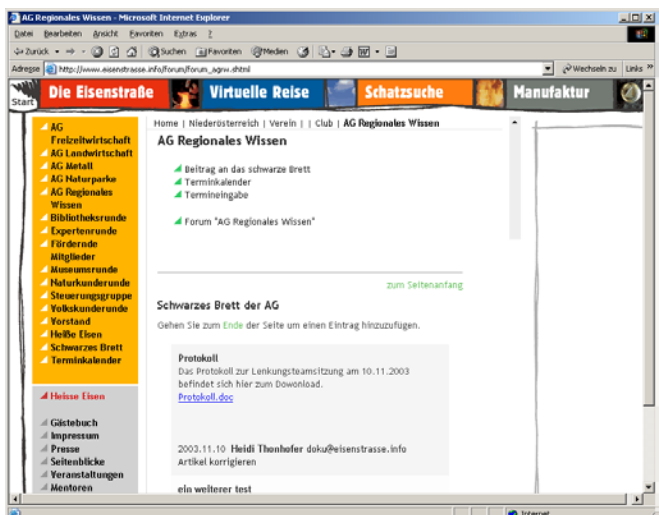 AG Regionales Wissen - Microsoft Internet Explorer
Datei Bearbeiten Ansicht Favoriten Extras ?
Zurück Suchen Favoriten Medien
Adresse http://www.eisenstrasse.info/forum/forum_agrw.shtml Wechseln zu Links »
Start Die Eisenstraße Virtuelle Reise Schatzsuche Manufaktur
AG
Freizeitwirtschaft
AG Landwirtschaft
AG Metall
AG Naturparke
AG Regionales
Wissen
Bibliotheksrunde
Expertenrunde
Fördernde
Mitglieder
Museumsrunde
Naturkunderunde
Steuerungsgruppe
Volkskunderunde
Vorstand
Heiße Eisen
Schwarzes Brett
Terminkalender
Heisse Eisen
Gästebuch
Impressum
Presse
Seitenblicke
Veranstaltungen
Mentoren
Home | Niederösterreich | Verein | | Club | AG Regionales Wissen
AG Regionales Wissen
Beitrag an das schwarze Brett
Terminkalender
Termineingabe
Forum "AG Regionales Wissen"
zum Seitenanfang
Schwarzes Brett der AG
Gehen Sie zum Ende der Seite um einen Eintrag hinzuzufügen.
Protokoll
Das Protokoll zur Lenkungsteamsitzung am 10.11.2003
befindet sich hier zum Dowonload.
Protokoll.doc
2003.11.10 Heidi Thonhofer doku@eisenstrasse.info
Artikel korrigieren
ein weiterer test
Internet